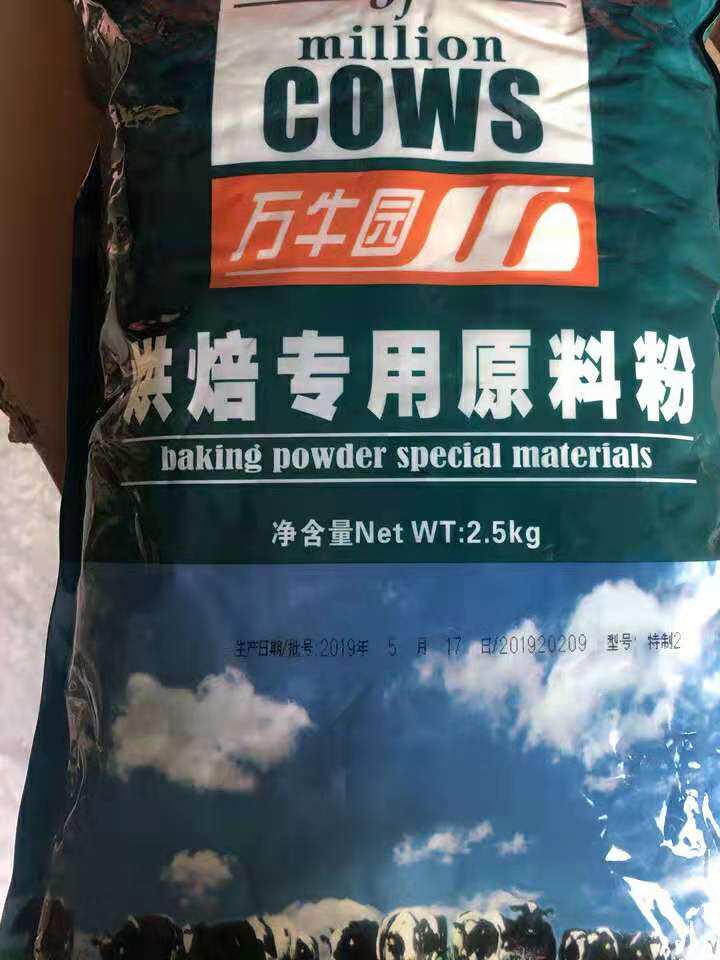 of
million
COWS
万牛园
烘焙专用原料粉
baking powder special materials
净含量Net WT:2.5kg
生产日期/批号:2019年 5 月 17 日/201920209 型号: 特制2